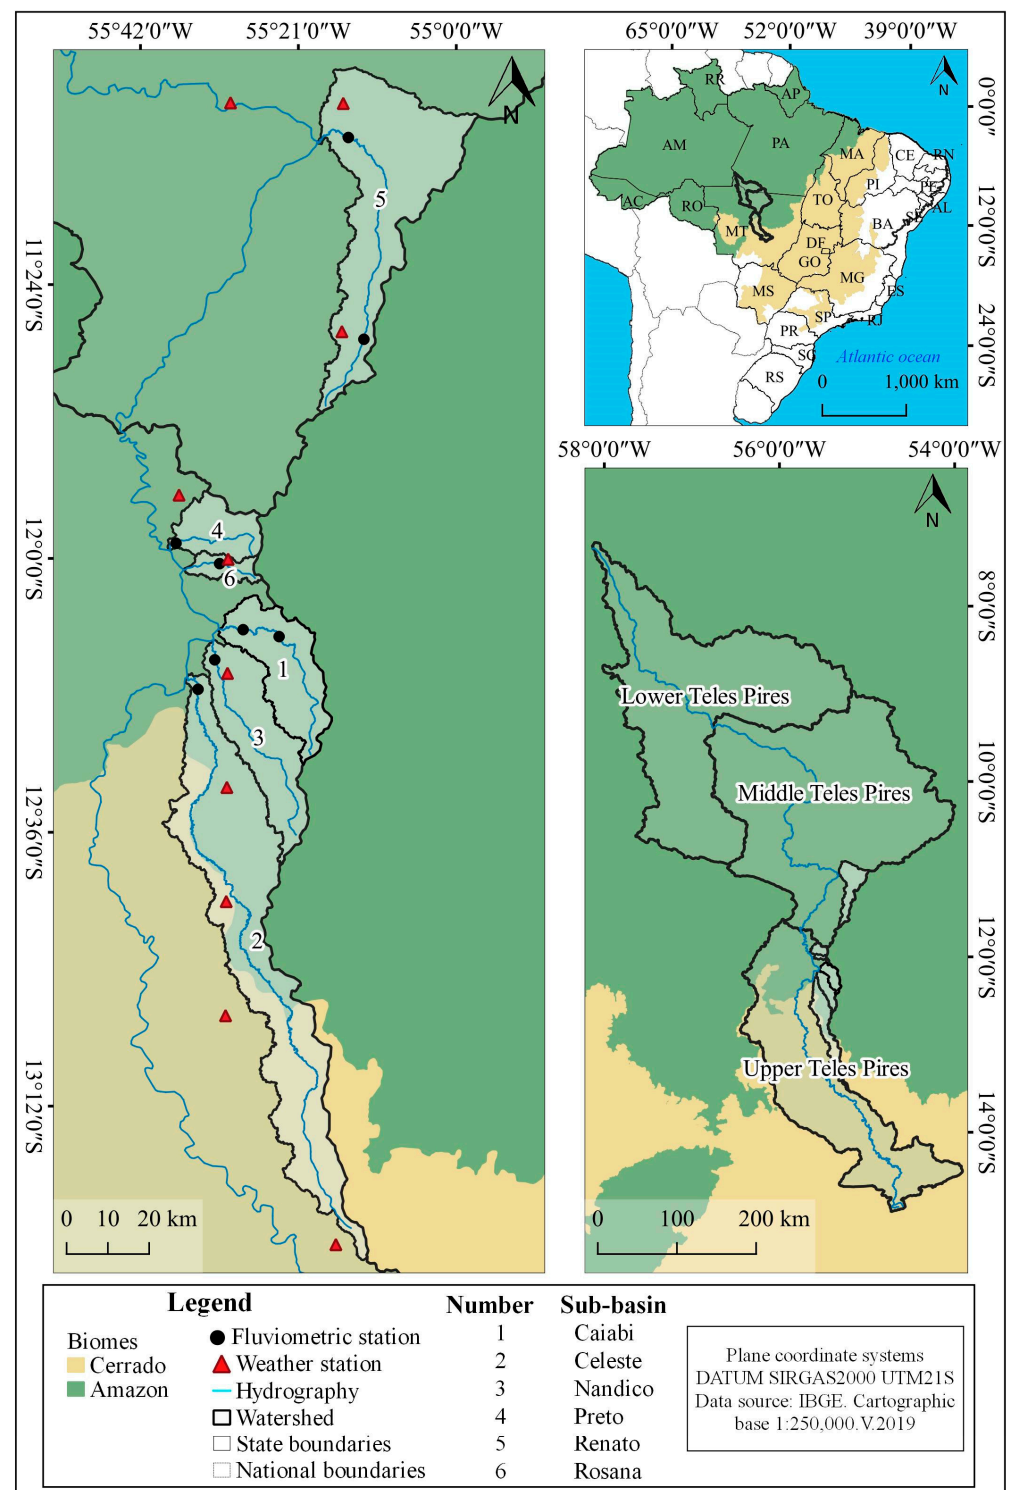 55°42'0"W 55°21'0"W 55°0'0"W
N
5
4
6
1
3
2
11°24'0"S
12°0'0"S
12°36'0"S
13°12'0"S
0 10 20 km
65°0'0"W 52°0'0"W 39°0'0"W
N
RR
AP
AM
PA
MA
CE
RN
PI
PE
AC
RO
TO
AL
SE
BA
MT
DF
GO
MG
MS
ES
SP
RJ
PR
SC
RS
Atlantic ocean
0 1,000 km
0°0'0"
12°0'0"S
24°0'0"S
58°0'0"W 56°0'0"W 54°0'0"W
N
Lower Teles Pires
Middle Teles Pires
Upper Teles Pires
8°0'0"S
10°0'0"S
12°0'0"S
14°0'0"S
0 100 200 km
Legend
Biomes
Cerrado
Amazon
Fluviometric station
Weather station
Hydrography
Watershed
State boundaries
National boundaries
Number Sub-basin
1 Caiabi
2 Celeste
3 Nandico
4 Preto
5 Renato
6 Rosana
Plane coordinate systems
DATUM SIRGAS2000 UTM21S
Data source: IBGE. Cartographic
base 1:250,000.V.2019